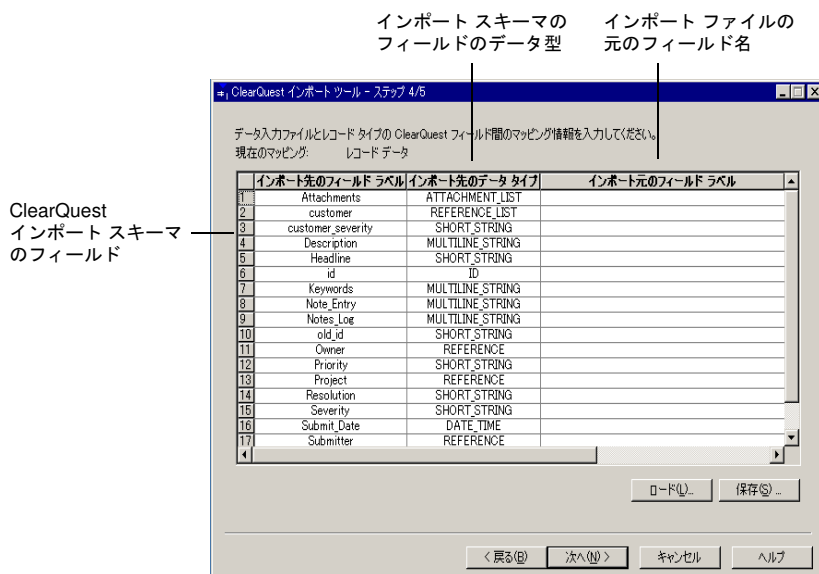 インポート スキーマの
フィールドのデータ型
インポート ファイルの
元のフィールド名
ClearQuest インポート ツール - ステップ 4/5
データ入力ファイルとレコード タイプの ClearQuest フィールド間のマッピング情報を入力してください。
現在のマッピング: レコード データ
ClearQuest
インポート スキーマ
のフィールド
インポート先のフィールド ラベル インポート先のデータ タイプ インポート元のフィールド ラベル
1 Attachments ATTACHMENT_LIST
2 customer REFERENCE_LIST
3 customer_severity SHORT_STRING
4 Description MULTILINE_STRING
5 Headline SHORT_STRING
6 id ID
7 Keywords MULTILINE_STRING
8 Note_Entry MULTILINE_STRING
9 Notes_Log MULTILINE_STRING
10 old_id SHORT_STRING
11 Owner REFERENCE
12 Priority SHORT_STRING
13 Project REFERENCE
14 Resolution SHORT_STRING
15 Severity SHORT_STRING
16 Submit_Date DATE_TIME
17 Submitter REFERENCE
ロード(L)... 保存(S) ...
< 戻る(B) 次へ(N) > キャンセル ヘルプ